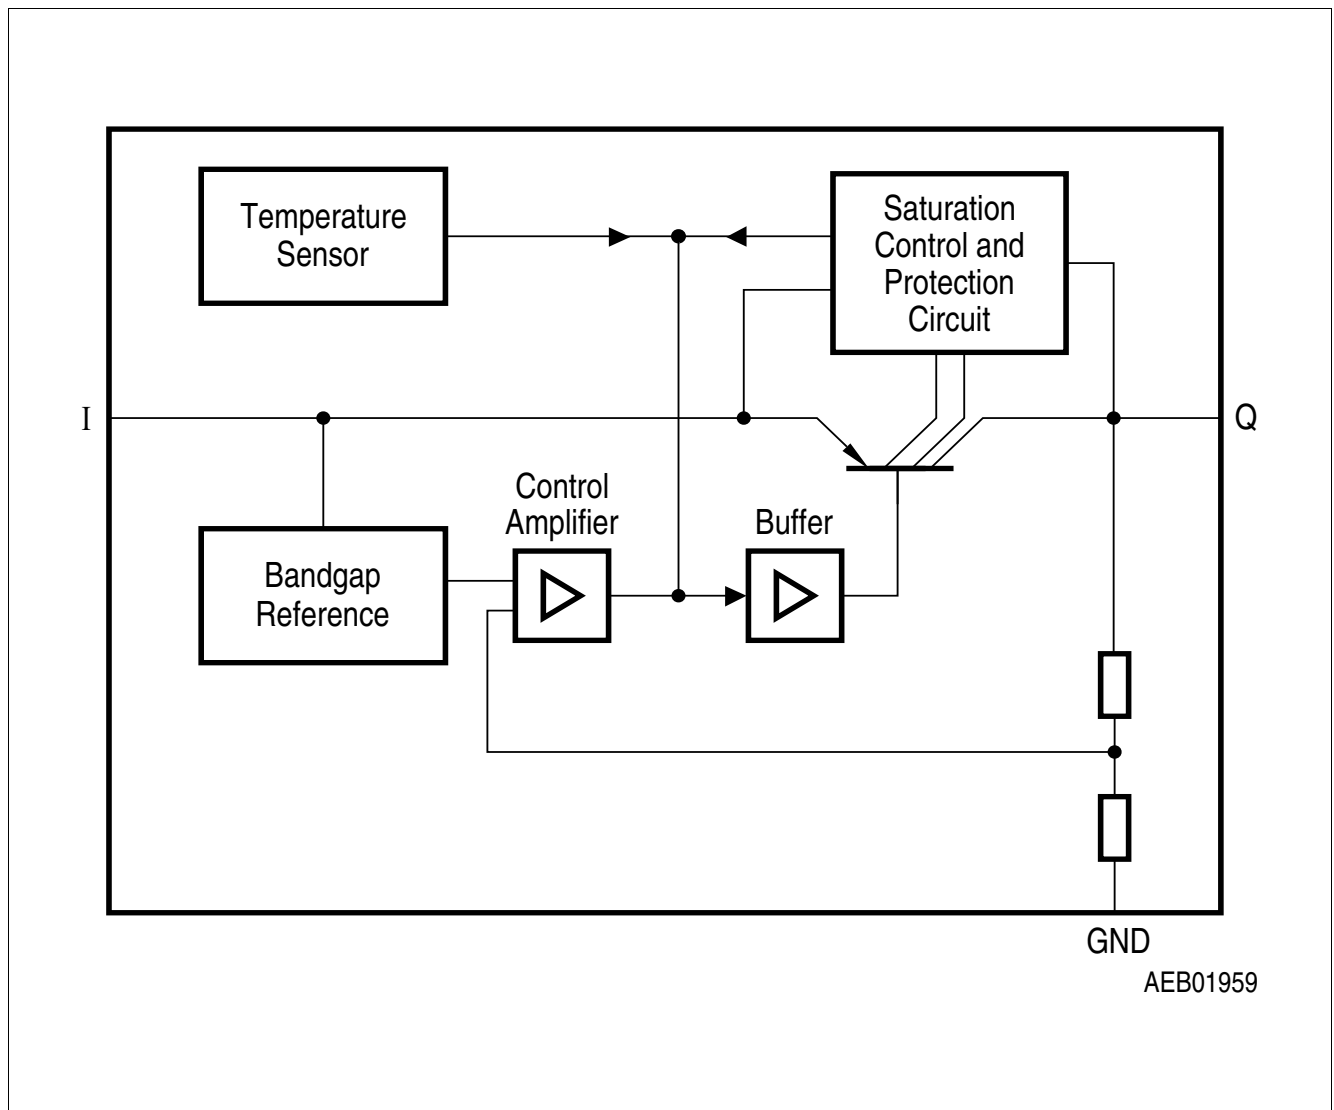 Temperature
Sensor
Saturation
Control and
Protection
Circuit
I
Q
Control
Amplifier
Buffer
Bandgap
Reference
GND
AEB01959